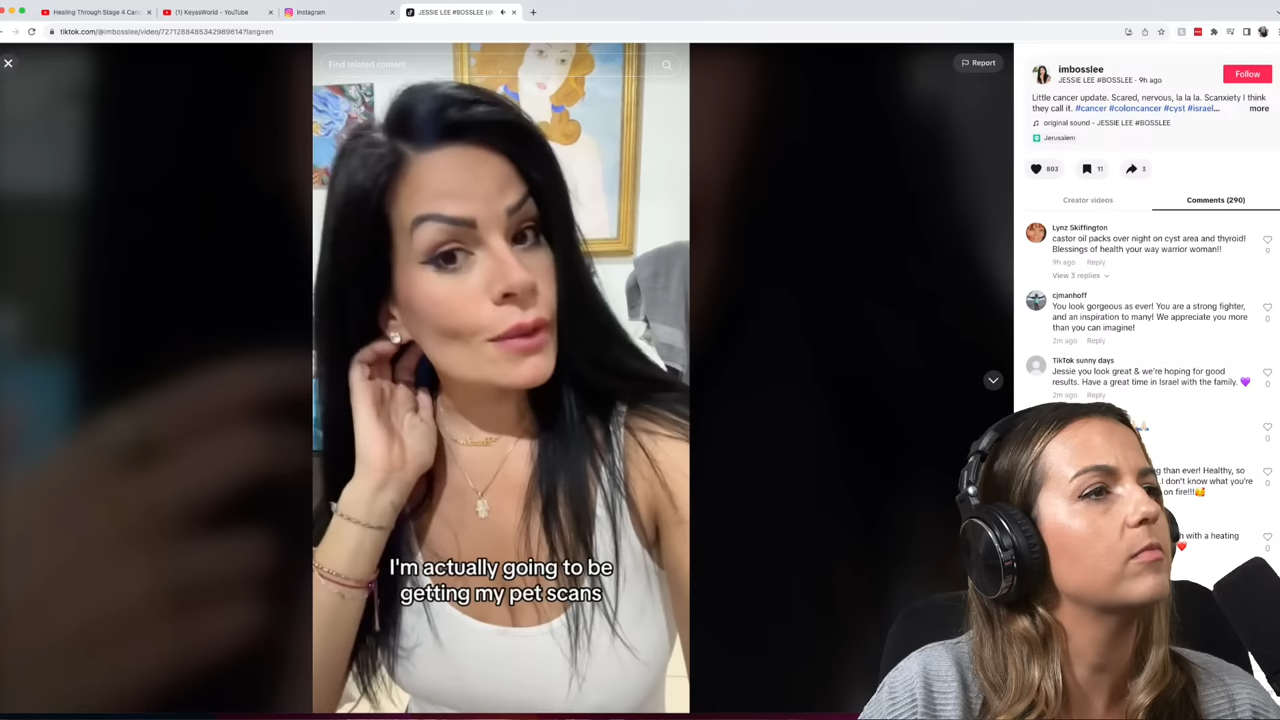 Healing Through Stage 4 Canc
(1) KeyasWorld - YouTube
Instagram
JESSIE LEE #BOSSLEE (@
tiktok.com/@imbosslee/video/7271288485342989614?lang=en
Find related content
Report
I'm actually going to be
getting my pet scans
imbosslee
JESSIE LEE #BOSSLEE · 9h ago
Follow
Little cancer update. Scared, nervous, la la la. Scanxiety I think
they call it. #cancer #coloncancer #cyst #israel...
more
original sound - JESSIE LEE #BOSSLEE
Jerusalem
803
11
3
Creator videos
Comments (290)
Lynz Skiffington
castor oil packs over night on cyst area and thyroid!
Blessings of health your way warrior woman!!
9
9h ago Reply
View 3 replies
cjmanhoff
You look gorgeous as ever! You are a strong fighter,
and an inspiration to many! We appreciate you more
than you can imagine!
0
2m ago Reply
TikTok sunny days
Jessie you look great & we're hoping for good
results. Have a great time in Israel with the family. 💜
0
2m ago Reply
🙏🏻
0
g than ever! Healthy, so
I don't know what you're
on fire!!!🥰
0
h with a heating
❤️
0